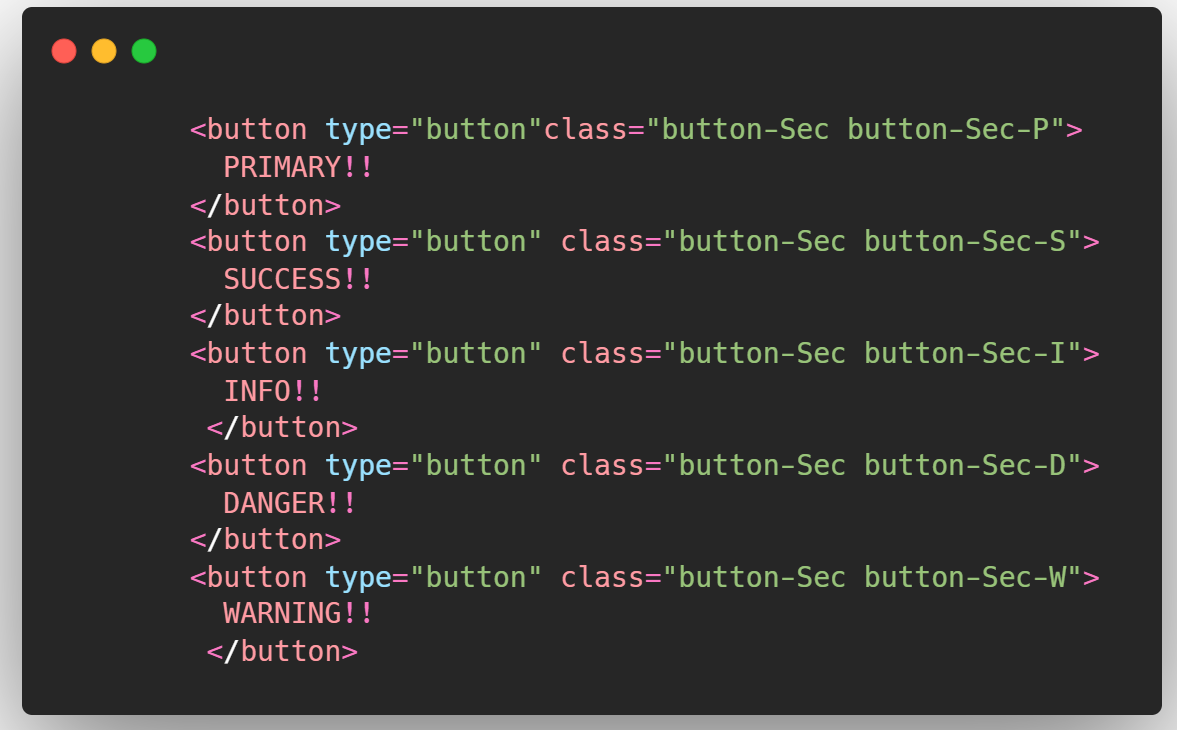 <button type="button"class="button-Sec button-Sec-P">
  PRIMARY!!
</button>
<button type="button" class="button-Sec button-Sec-S">
  SUCCESS!!
</button>
<button type="button" class="button-Sec button-Sec-I">
  INFO!!
 </button>
<button type="button" class="button-Sec button-Sec-D">
  DANGER!!
</button>
<button type="button" class="button-Sec button-Sec-W">
  WARNING!!
 </button>